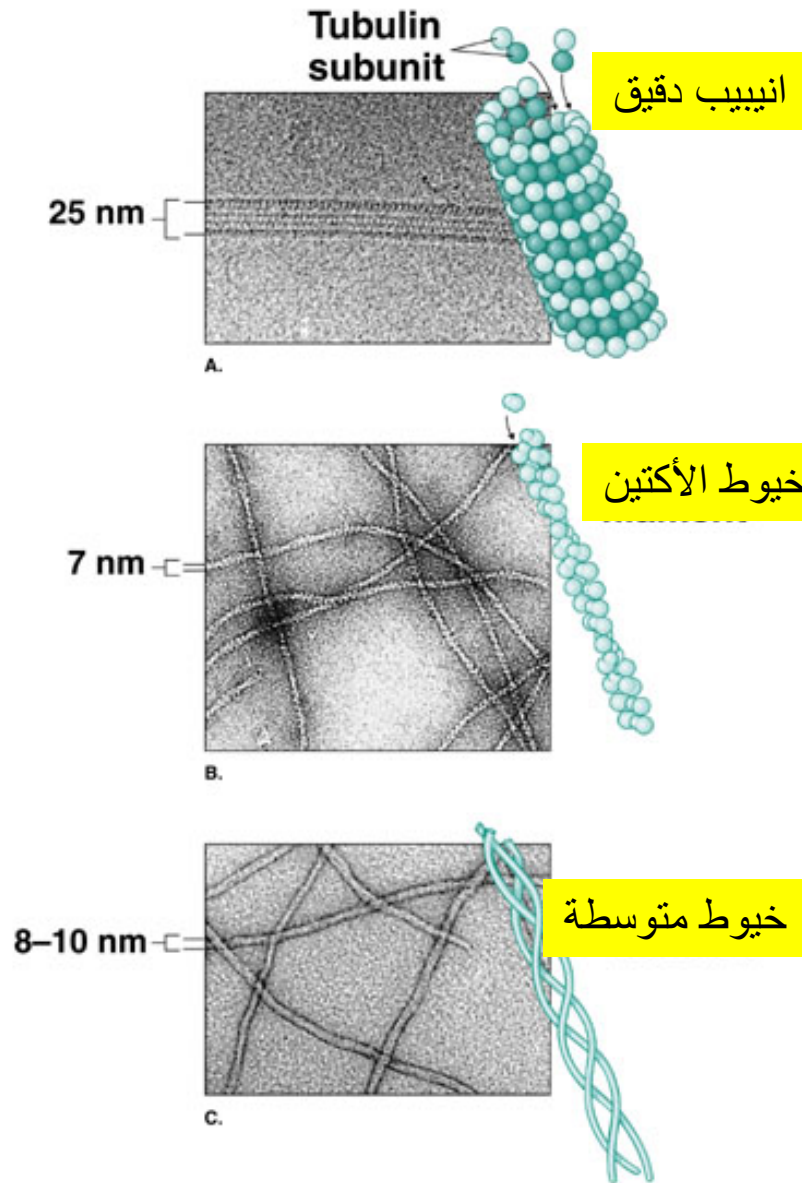 Tubulin
subunit
انيبيب دقيق
25 nm
A.
خيوط الأكتين
7 nm
B.
خيوط متوسطة
8–10 nm
C.